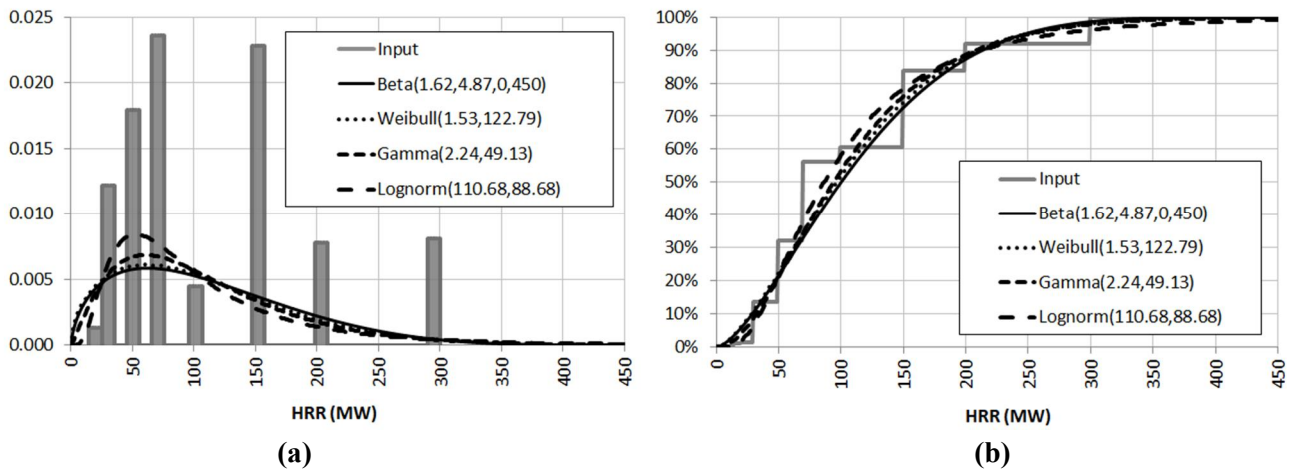 0.025
0.020
0.015
0.010
0.005
0.000
Input
Beta(1.62,4.87,0,450)
Weibull(1.53,122.79)
Gamma(2.24,49.13)
Lognorm(110.68,88.68)
0
50
100
150
200
250
300
350
400
450
HRR (MW)
(a)
100%
90%
80%
70%
60%
50%
40%
30%
20%
10%
0%
Input
Beta(1.62,4.87,0,450)
Weibull(1.53,122.79)
Gamma(2.24,49.13)
Lognorm(110.68,88.68)
0
50
100
150
200
250
300
350
400
450
HRR (MW)
(b)